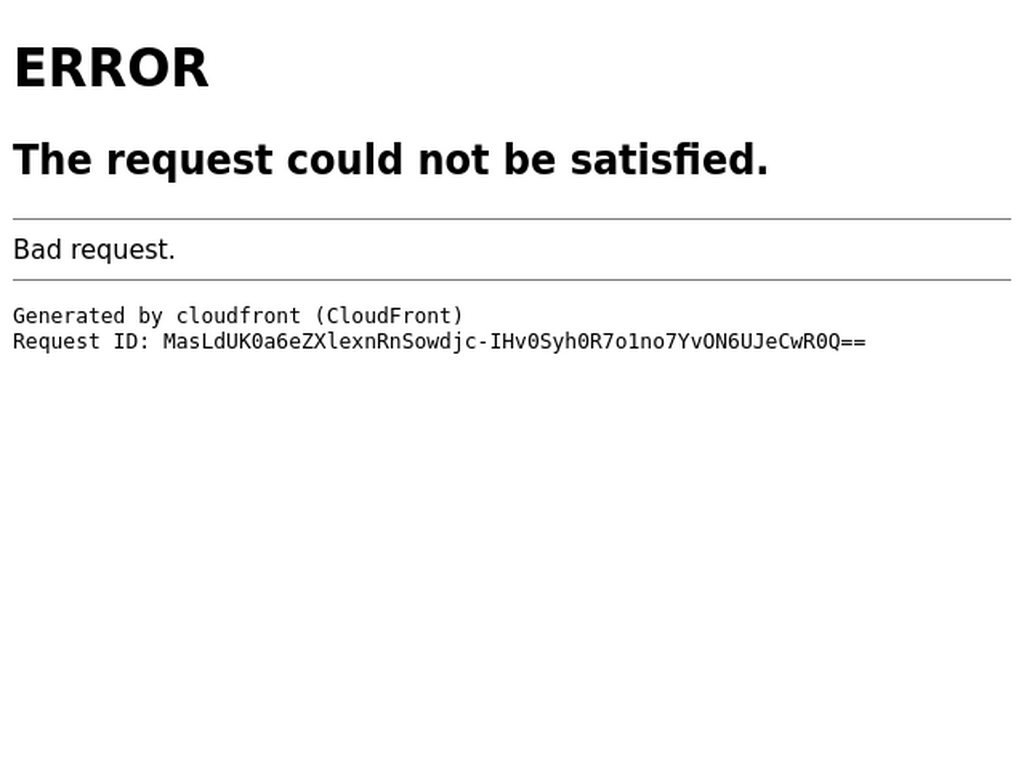 ERROR
The request could not be satisfied.
Bad request.
Generated by cloudfront (CloudFront)
Request ID: MasLdUK0a6eZXlexnRnSowdjc-IHv0Syh0R7o1no7YvON6UJeCwR0Q==